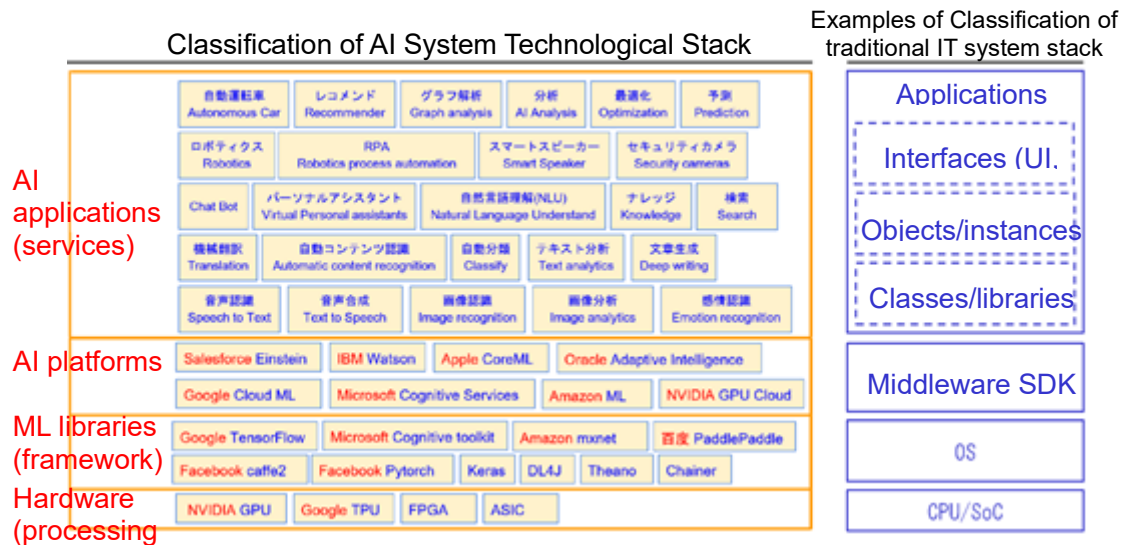 Classification of AI System Technological Stack
Examples of Classification of
traditional IT system stack
AI
applications
(services)
自動運転車
Autonomous Car
レコメンド
Recommender
グラフ解析
Graph analysis
分析
AI Analysis
最適化
Optimization
予測
Prediction
ロボティクス
Robotics
RPA
Robotics process automation
スマートスピーカー
Smart Speaker
セキュリティカメラ
Security cameras
Chat Bot
パーソナルアシスタント
Virtual Personal assistants
自然言語理解(NLU)
Natural Language Understand
ナレッジ
Knowledge
検索
Search
機械翻訳
Translation
自動コンテンツ認識
Automatic content recognition
自動分類
Classify
テキスト分析
Text analytics
文章生成
Deep writing
音声認識
Speech to Text
音声合成
Text to Speech
画像認識
Image recognition
画像分析
Image analytics
感情認識
Emotion recognition
AI platforms
Salesforce Einstein
IBM Watson
Apple CoreML
Oracle Adaptive Intelligence
Google Cloud ML
Microsoft Cognitive Services
Amazon ML
NVIDIA GPU Cloud
ML libraries
(framework)
Google TensorFlow
Microsoft Cognitive toolkit
Amazon mxnet
百度 PaddlePaddle
Facebook caffe2
Facebook Pytorch
Keras
DL4J
Theano
Chainer
Hardware
(processing
NVIDIA GPU
Google TPU
FPGA
ASIC
Applications
Interfaces (UI,
Objects/instances
Classes/libraries
Middleware SDK
OS
CPU/SoC